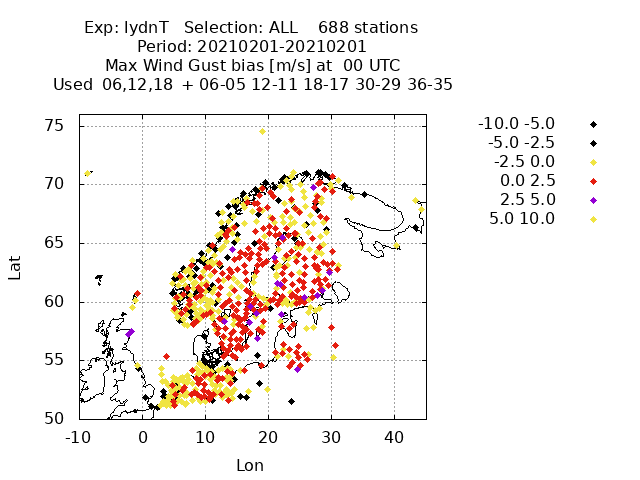 Exp: lydnT   Selection: ALL    688 stations
Period: 20210201-20210201
Max Wind Gust bias [m/s] at  00 UTC
Used  06,12,18  + 06-05 12-11 18-17 30-29 36-35
-10.0 -5.0
-5.0 -2.5
-2.5 0.0
0.0 2.5
2.5 5.0
5.0 10.0
75
70
65
60
55
50
Lat
-10 0 10 20 30 40
Lon